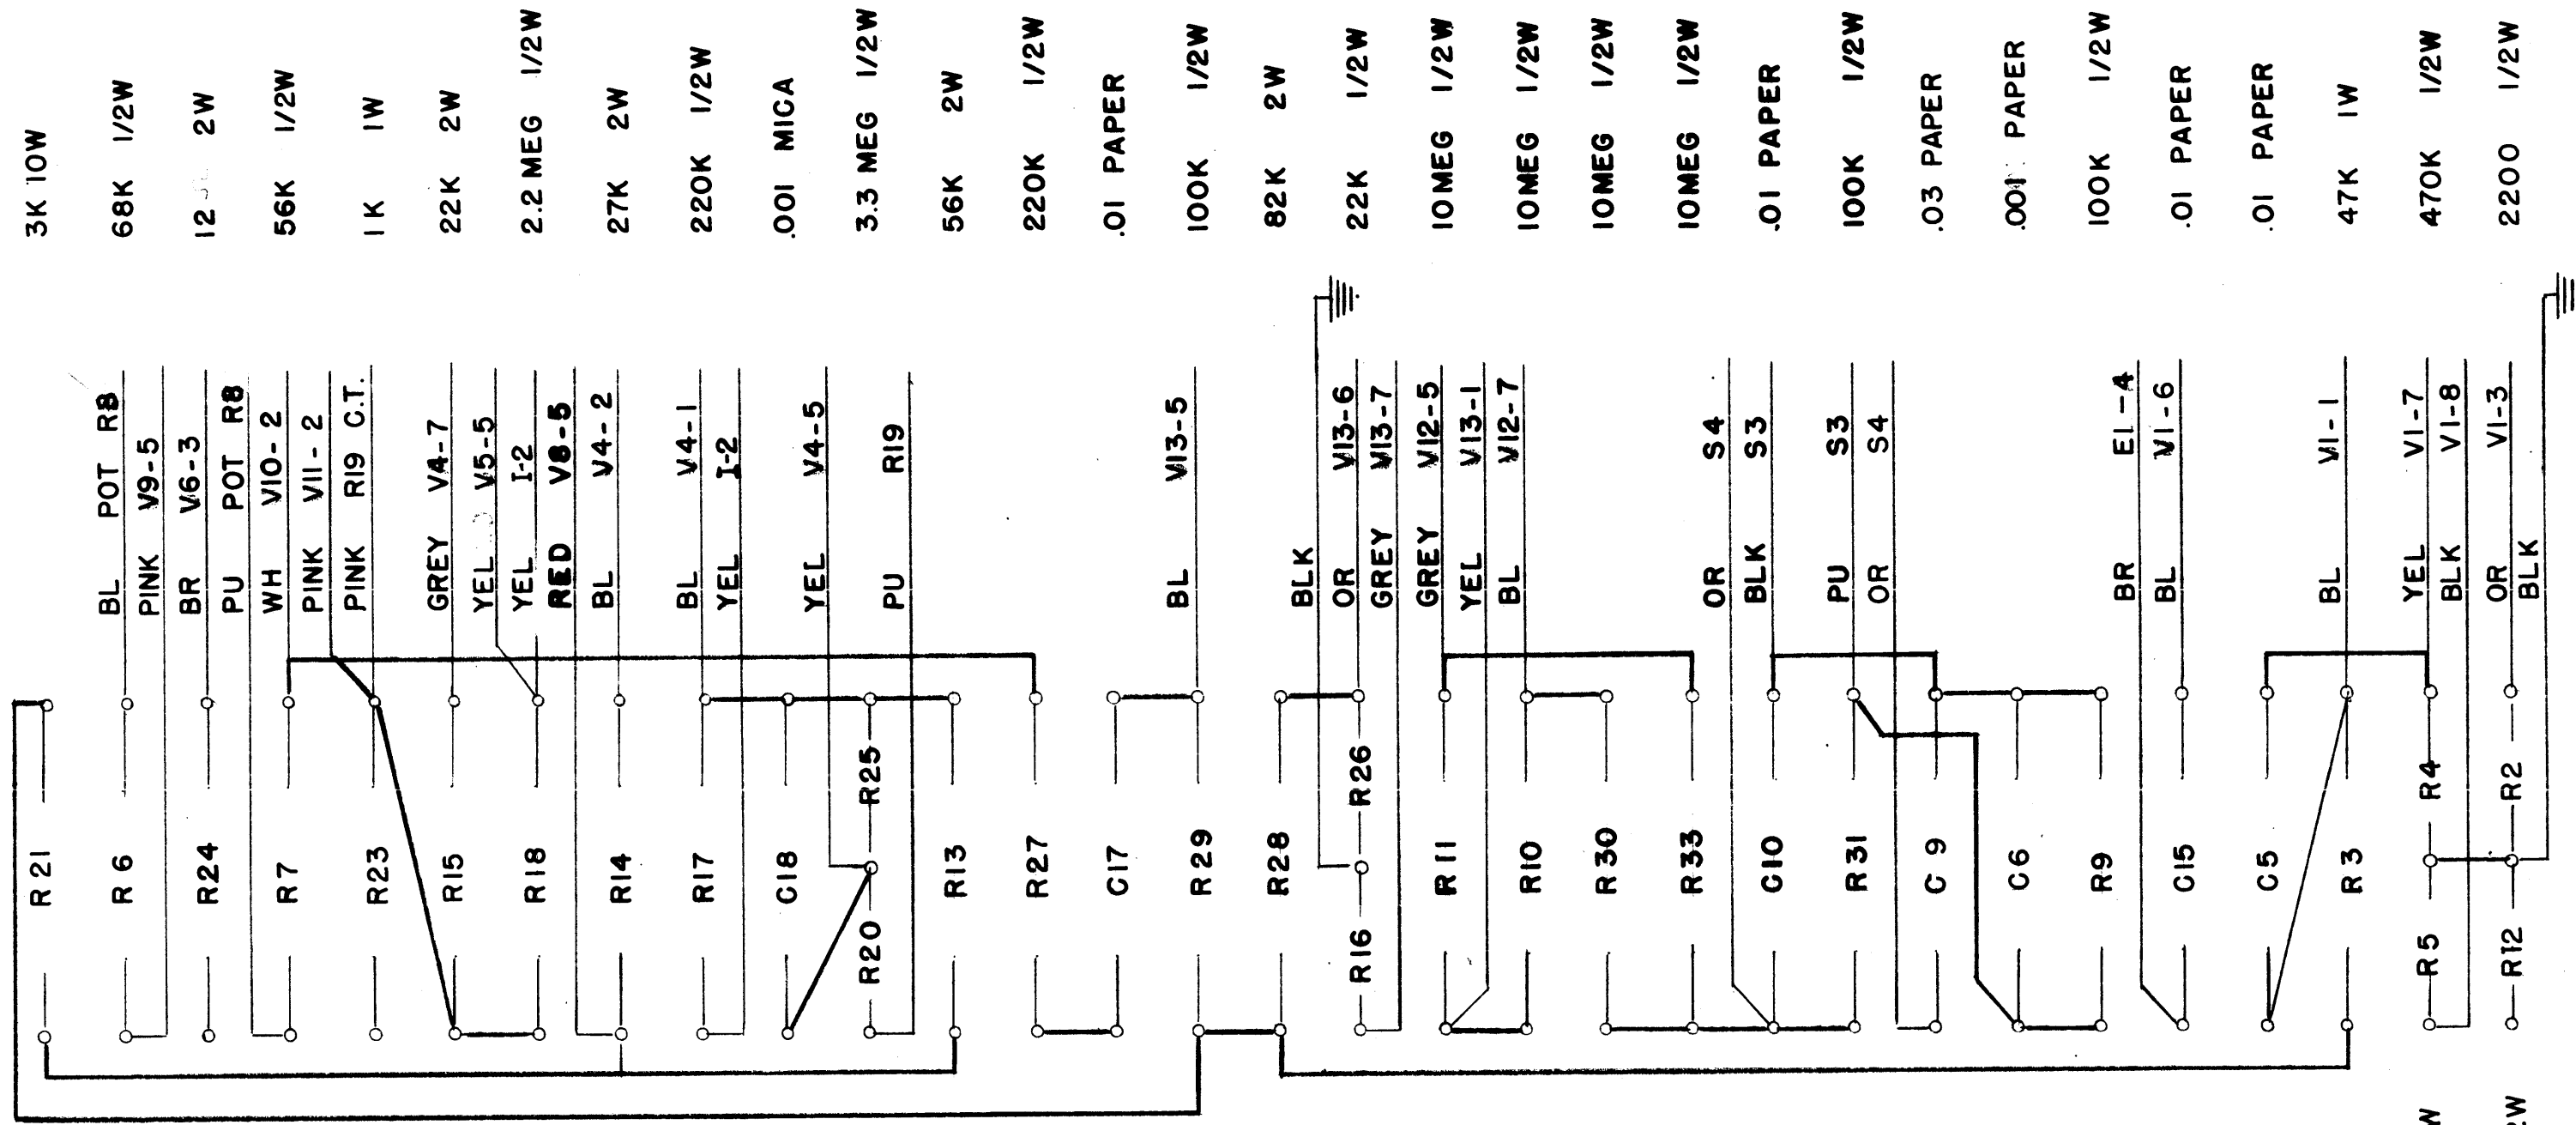 3K 10W
68K 1/2W
12 2W
56K 1/2W
1K 1W
22K 2W
2.2 MEG 1/2W
27K 2W
220K 1/2W
.001 MICA
3.3 MEG 1/2W
56K 2W
220K 1/2W
.01 PAPER
100K 1/2W
82K 2W
22K 1/2W
10MEG 1/2W
10MEG 1/2W
10MEG 1/2W
10MEG 1/2W
.01 PAPER
100K 1/2W
.03 PAPER
.001 PAPER
100K 1/2W
.01 PAPER
.01 PAPER
47K 1W
470K 1/2W
2200 1/2W
BL POT R8
PINK V9-5
BR V6-3
PU POT R8
WH V10-2
PINK V11-2
PINK R19 C.T.
GREY V4-7
YEL V5-5
YEL I-2
RED V8-5
BL V4-2
BL V4-1
YEL I-2
YEL V4-5
PU R19
BL V13-5
BLK
OR V13-6
GREY V13-7
GREY V12-5
YEL V13-1
BL V12-7
OR S4
BLK S3
PU S3
OR S4
BR E1-4
BL V1-6
BL V1-1
YEL V1-7
BLK V1-8
OR V1-3
BLK
R21
R6
R24
R7
R23
R15
R18
R14
R17
C18
R20 R25
R13
R27
C17
R29
R28
R16 R26
R11
R10
R30
R33
C10
R31
C9
C6
R9
C15
C5
R3
R5 R4
R12 R2
W
2W